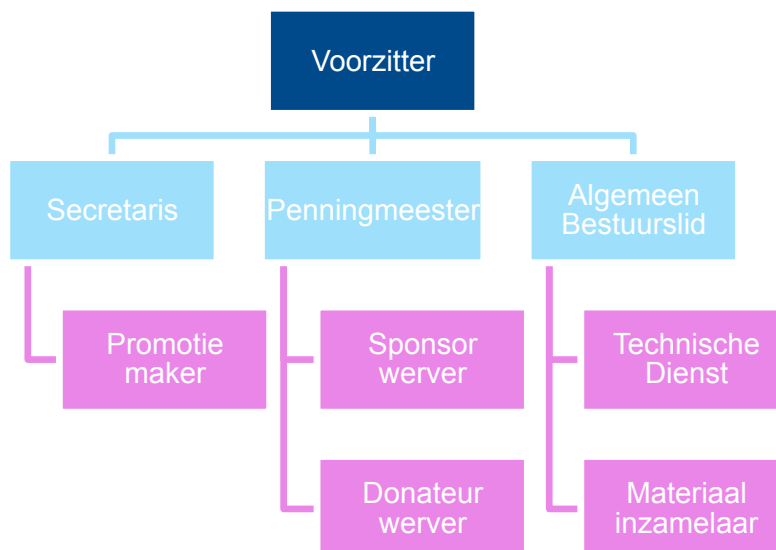 Voorzitter
Secretaris
Penningmeester
Algemeen
Bestuurslid
Promotie
maker
Sponsor
werver
Technische
Dienst
Donateur
werver
Materiaal
inzamelaar